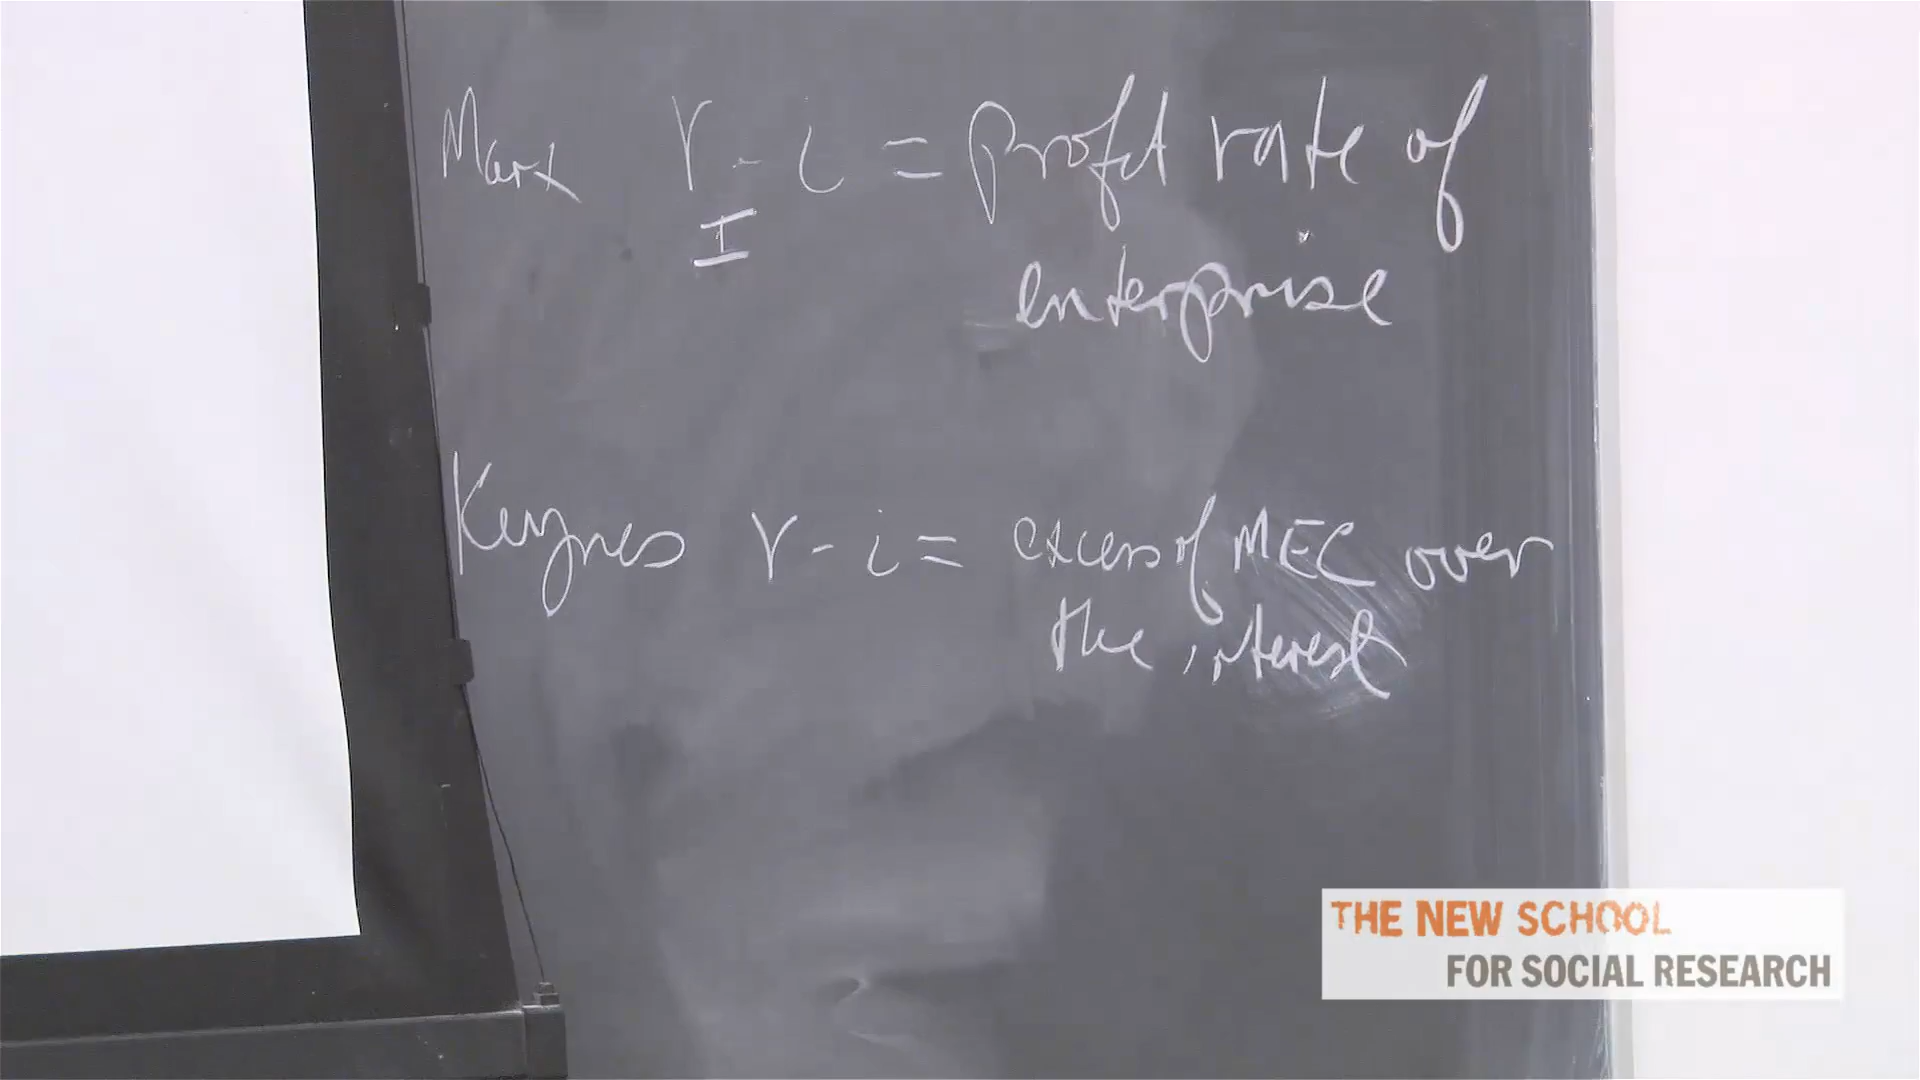 Marx r - i = profit rate of
I
enterprise
Keynes r - i = excess of MEC over
the interest
THE NEW SCHOOL
FOR SOCIAL RESEARCH